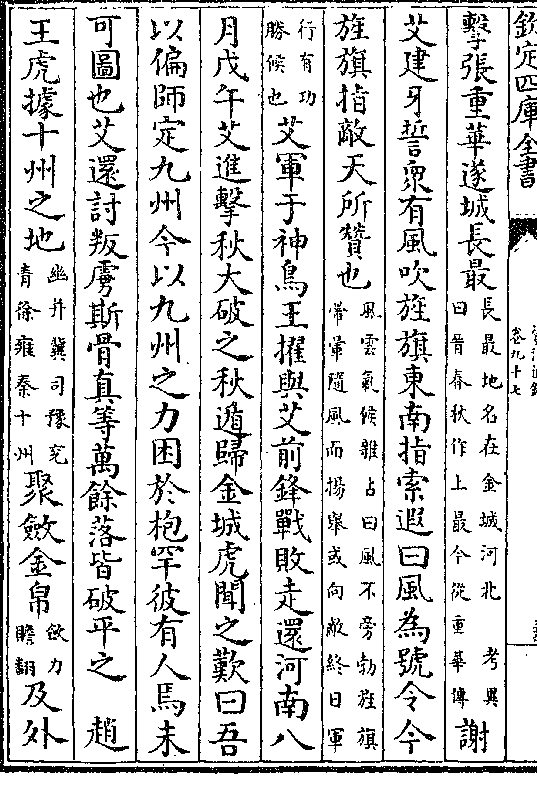 欽定四庫全書
卷九十七
擊張重華遂城長最長最地名在金城河北　考異曰晉春秋作上最今從重華傳謝
艾建牙誓衆有風吹旌旗東南指索遐曰風為號令今
旌旗指敵天所贊也風雲氣候雜占曰風不旁勃旌旗暈暈隨風而揚舉或向敵終日軍
行有功勝候也艾軍于神鳥王擢與艾前鋒戰敗走還河南八
月戊午艾進擊秋大破之秋遁歸金城虎聞之歎曰吾
以偏師定九州今以九州之力困於枹罕彼有人焉未
可圖也艾還討叛虜斯骨真等萬餘落皆破平之　趙
王虎據十州之地幽并冀司豫兗青徐雍秦十州聚斂金帛斂力贍翻及外